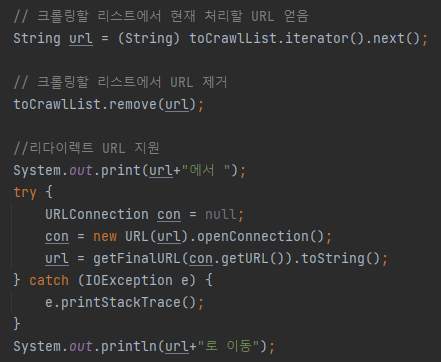 // 크롤링할 리스트에서 현재 처리할 URL 얻음
String url = (String) toCrawlList.iterator().next();
// 크롤링할 리스트에서 URL 제거
toCrawlList.remove(url);
//리다이렉트 URL 지원
System.out.print(url+"에서 ");
try {
URLConnection con = null;
con = new URL(url).openConnection();
url = getFinalURL(con.getURL()).toString();
} catch (IOException e) {
e.printStackTrace();
}
System.out.println(url+"로 이동");